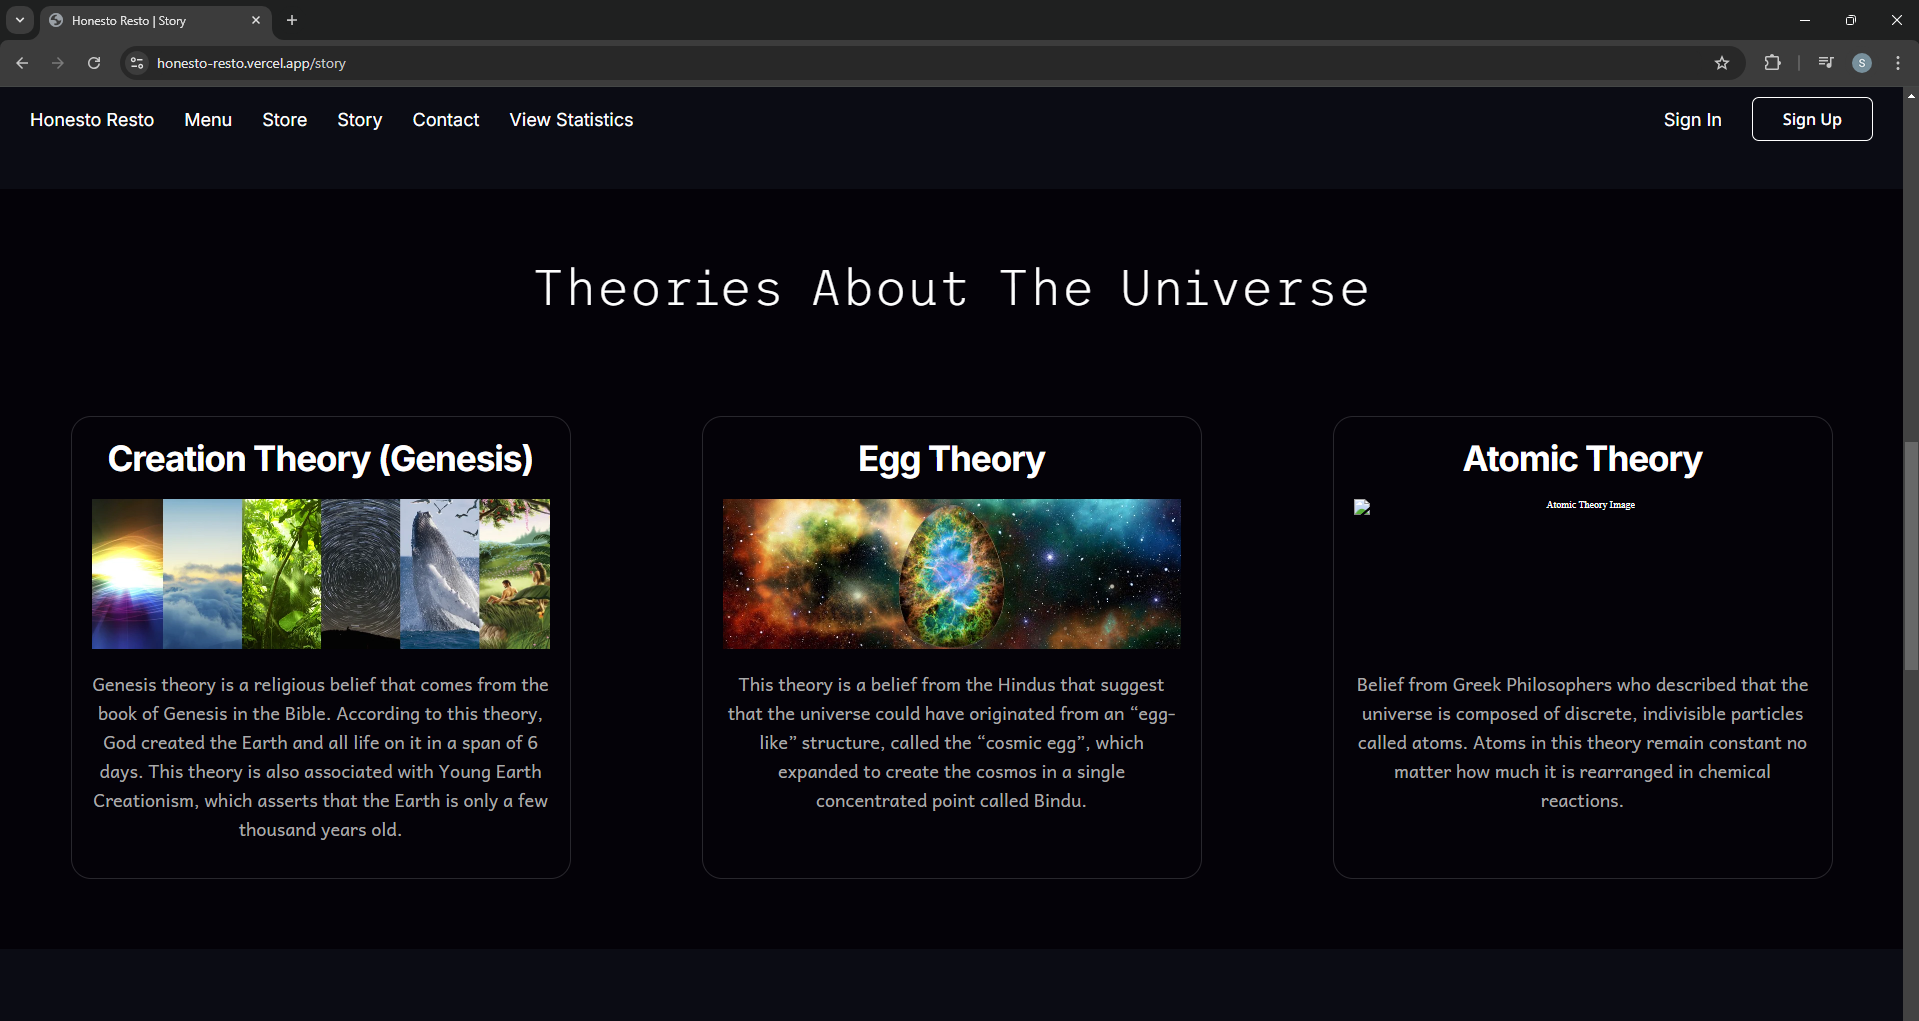 Honesto Resto | Story
honesto-resto.vercel.app/story
S
Honesto Resto Menu Store Story Contact View Statistics Sign In Sign Up
Theories About The Universe
Creation Theory (Genesis)
Genesis theory is a religious belief that comes from the
book of Genesis in the Bible. According to this theory,
God created the Earth and all life on it in a span of 6
days. This theory is also associated with Young Earth
Creationism, which asserts that the Earth is only a few
thousand years old.
Egg Theory
This theory is a belief from the Hindus that suggest
that the universe could have originated from an “egg-
like” structure, called the “cosmic egg”, which
expanded to create the cosmos in a single
concentrated point called Bindu.
Atomic Theory
Atomic Theory Image
Belief from Greek Philosophers who described that the
universe is composed of discrete, indivisible particles
called atoms. Atoms in this theory remain constant no
matter how much it is rearranged in chemical
reactions.